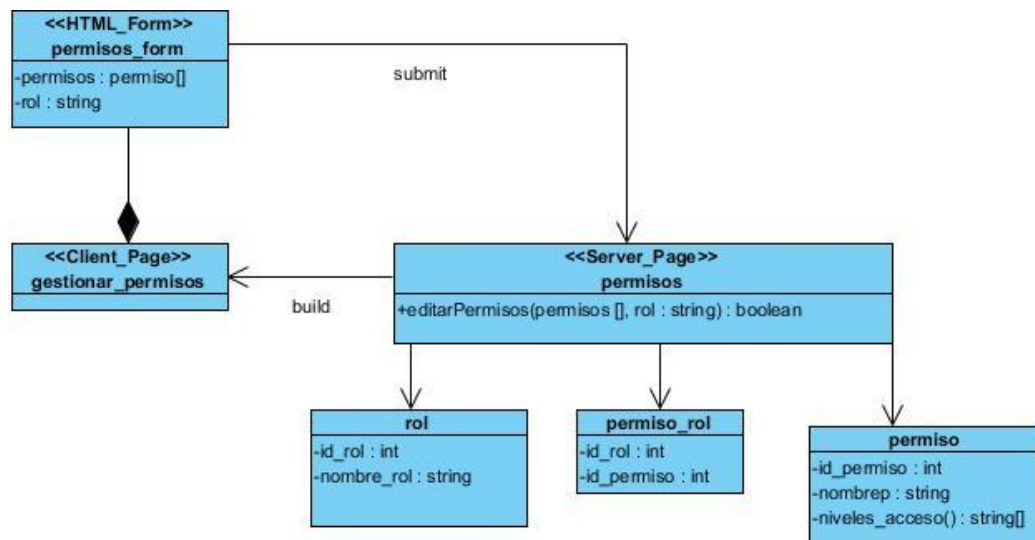 <<HTML_Form>>
permisos_form
-permisos : permiso[]
-rol : string
submit
<<Client_Page>>
gestionar_permisos
build
<<Server_Page>>
permisos
+editarPermisos(permisos [], rol : string) : boolean
rol
-id_rol : int
-nombre_rol : string
permiso_rol
-id_rol : int
-id_permiso : int
permiso
-id_permiso : int
-nombrep : string
-niveles_acceso() : string[]